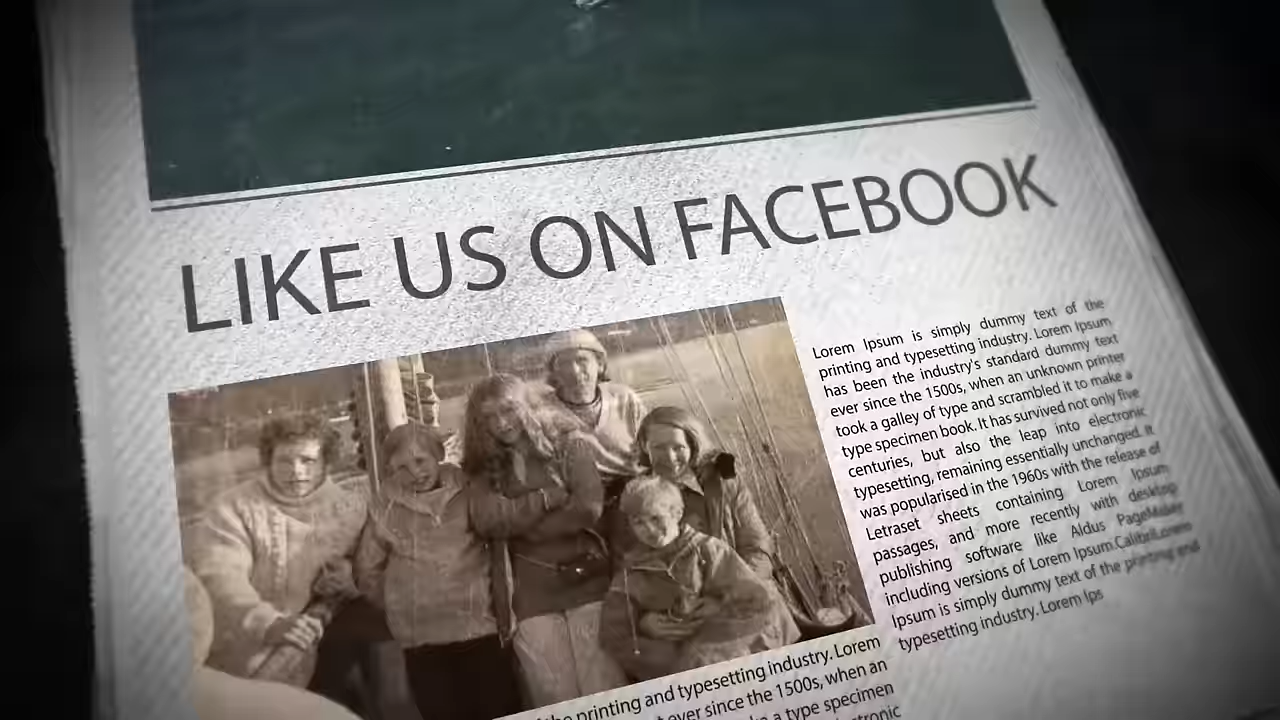 LIKE US ON FACEBOOK
Lorem Ipsum is simply dummy text of the
printing and typesetting industry. Lorem Ipsum
has been the industry's standard dummy text
ever since the 1500s, when an unknown printer
took a galley of type and scrambled it to make a
type specimen book. It has survived not only five
centuries, but also the leap into electronic
typesetting, remaining essentially unchanged. It
was popularised in the 1960s with the release of
Letraset sheets containing Lorem Ipsum
passages, and more recently with desktop
publishing software like Aldus PageMaker
including versions of Lorem Ipsum.CalibriLorem
Ipsum is simply dummy text of the printing and
typesetting industry. Lorem Ips
the printing and typesetting industry. Lorem
ever since the 1500s, when an
a type specimen